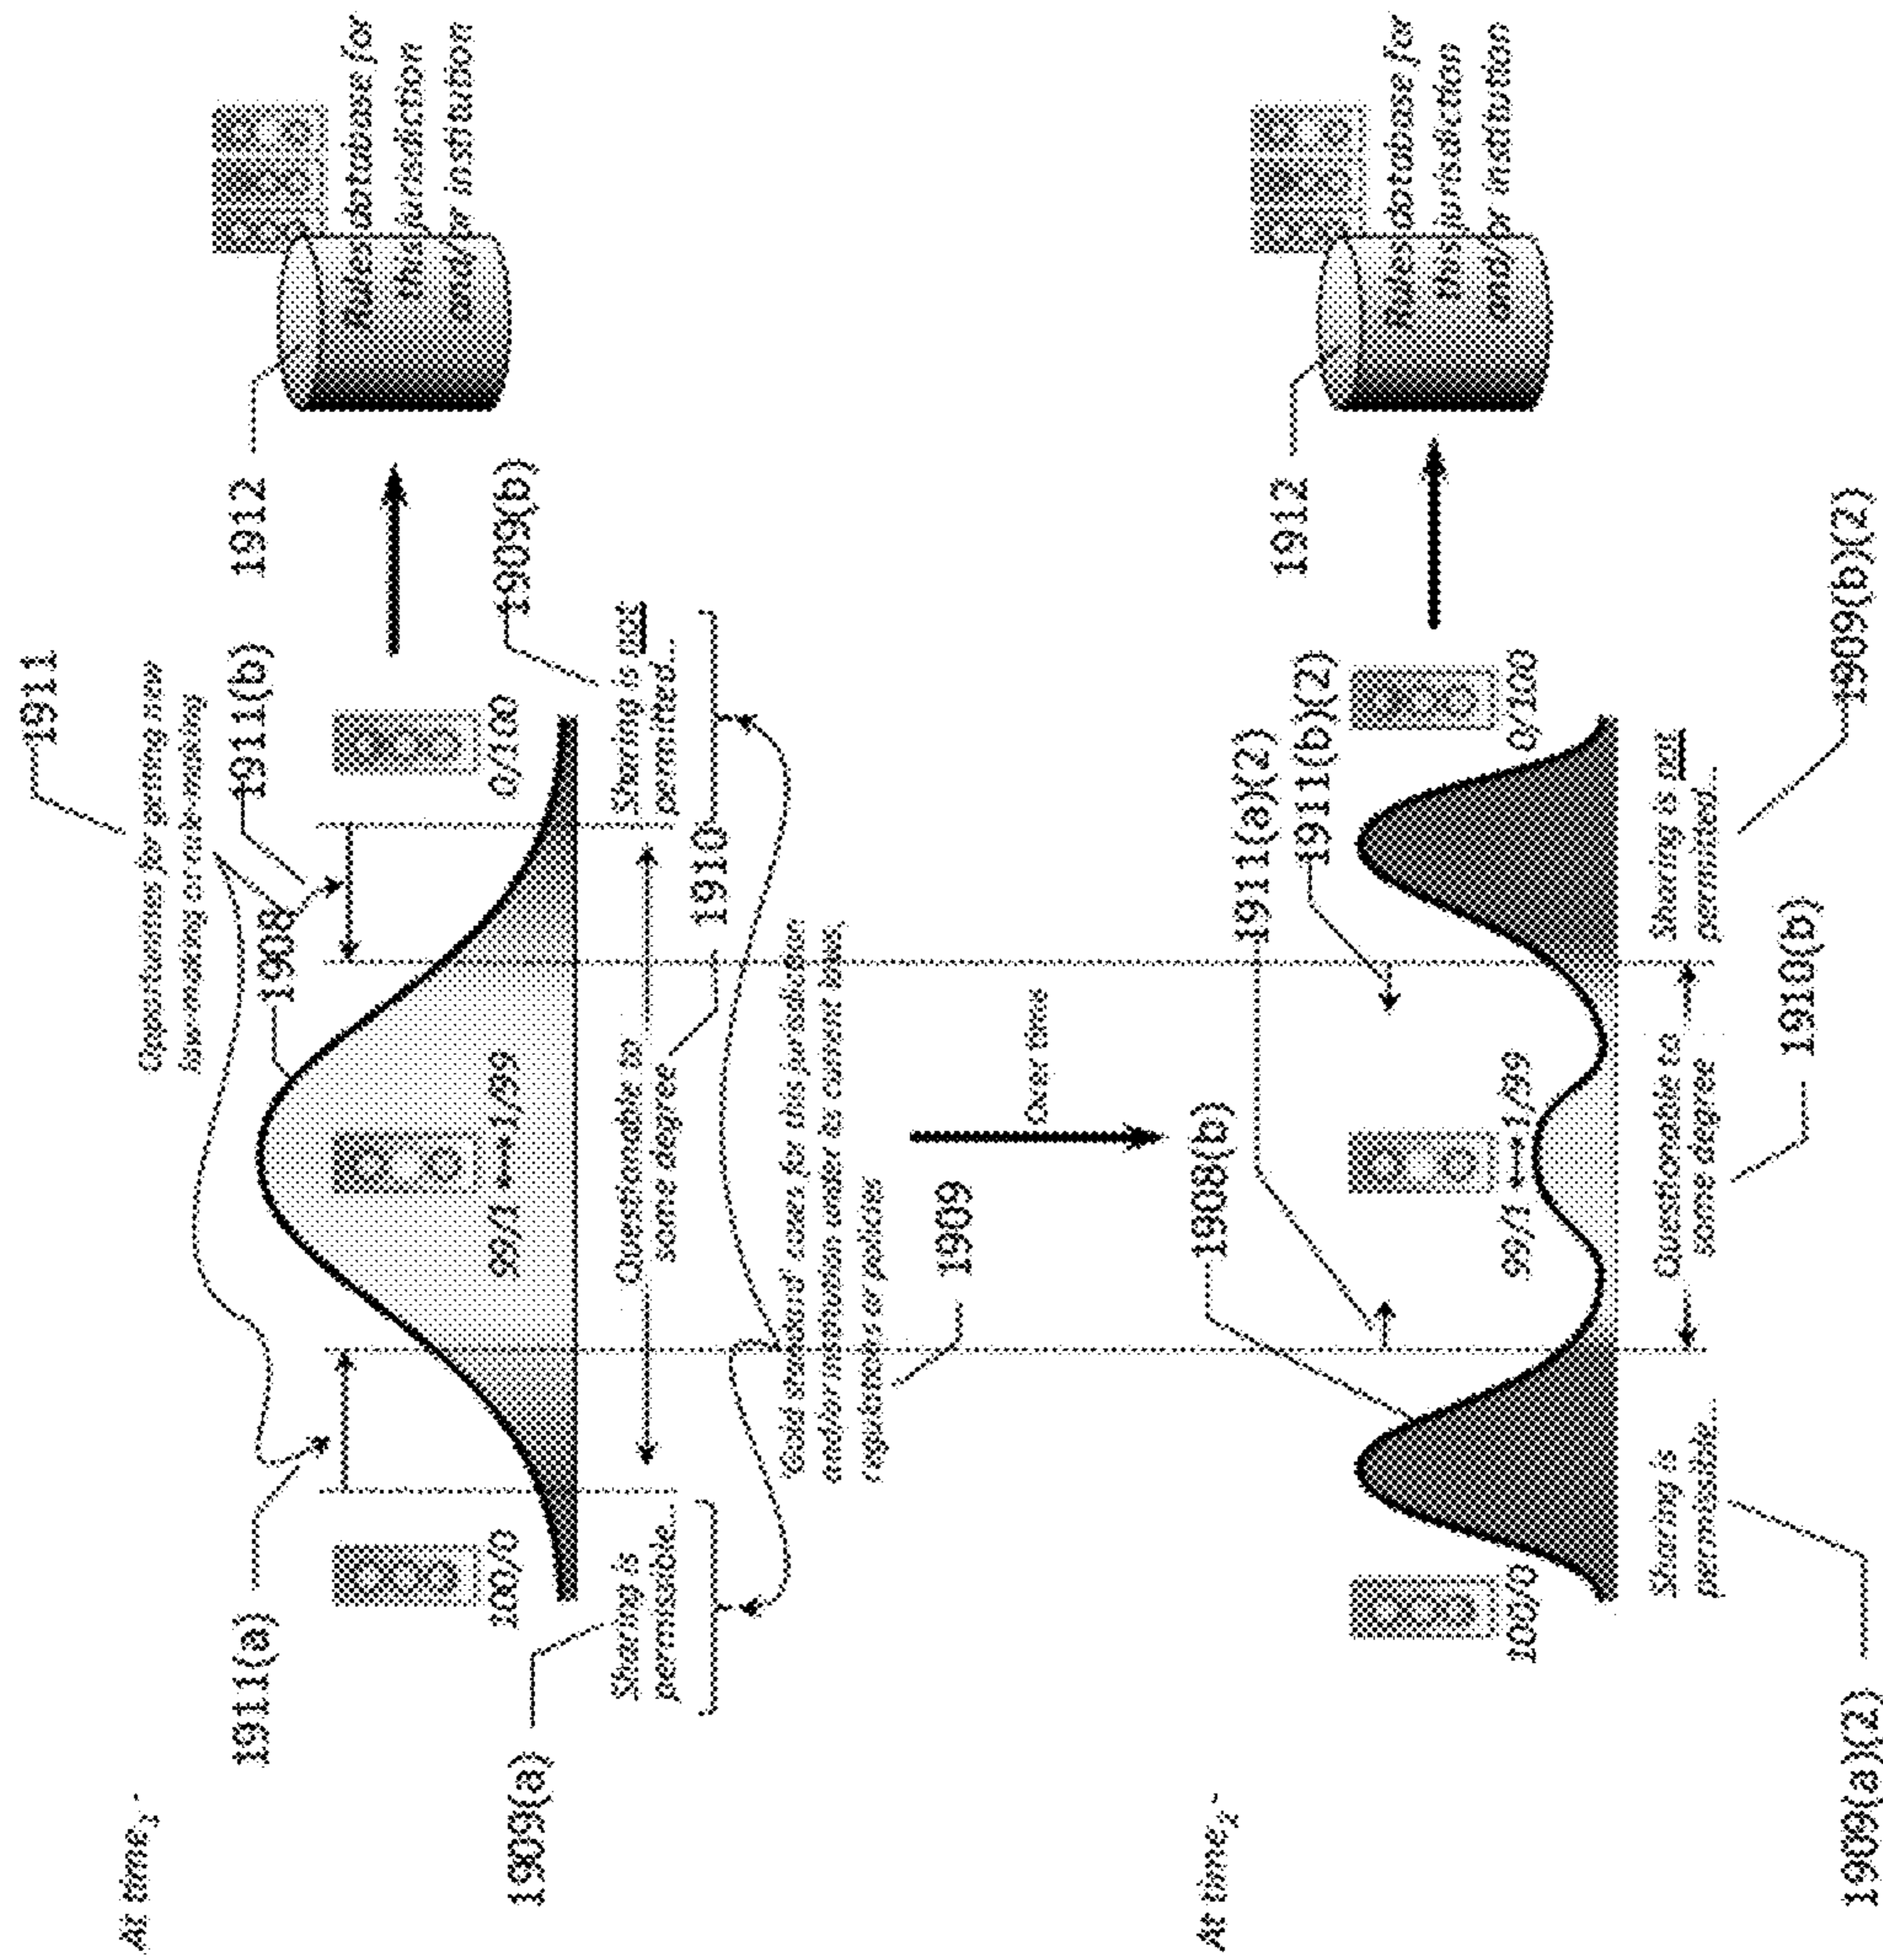 At time1-
1911
Opportunities for getting new
law-making or rule-making
1911(a)
1908
1911(b)
1912
100/0
99/1
1/99
0/100
Rules database for
this jurisdiction
and/or institution
1909(a)
Sharing is
permissible...
Questionable to
some degree
1910
Sharing is not
permitted...
1909(b)
'Gold standard' cases for this jurisdiction
and/or institution under its current laws,
regulations or policies
1909
Over time
At time2-
1908(b)
1911(a)(2)
1911(b)(2)
1912
100/0
99/1
1/99
0/100
Rules database for
this jurisdiction
and/or institution
Sharing is
permissible...
Questionable to
some degree
Sharing is not
permitted...
1909(a)(2)
1910(b)
1909(b)(2)